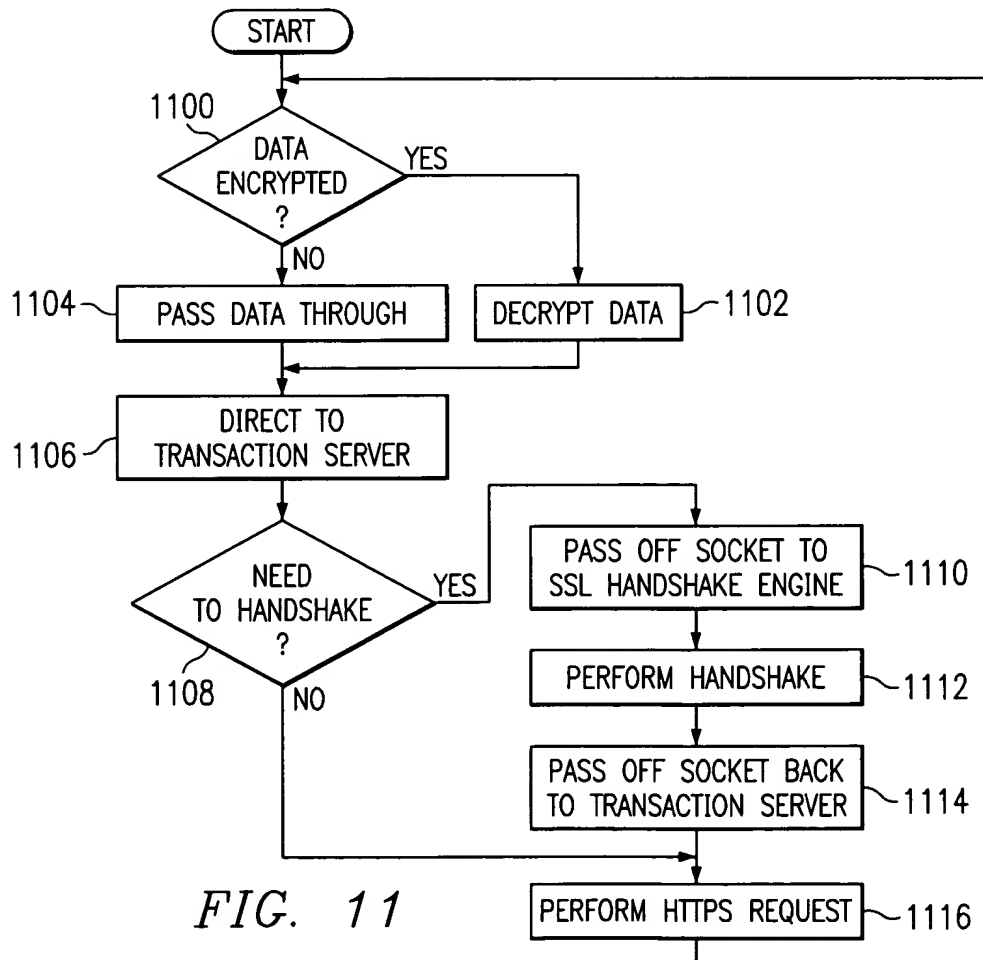 START
1100
DATA
ENCRYPTED
?
YES
NO
1104
PASS DATA THROUGH
DECRYPT DATA
1102
DIRECT TO
TRANSACTION SERVER
1106
NEED
TO HANDSHAKE
?
YES
1108
NO
PASS OFF SOCKET TO
SSL HANDSHAKE ENGINE
1110
PERFORM HANDSHAKE
1112
PASS OFF SOCKET BACK
TO TRANSACTION SERVER
1114
PERFORM HTTPS REQUEST
1116
FIG. 11